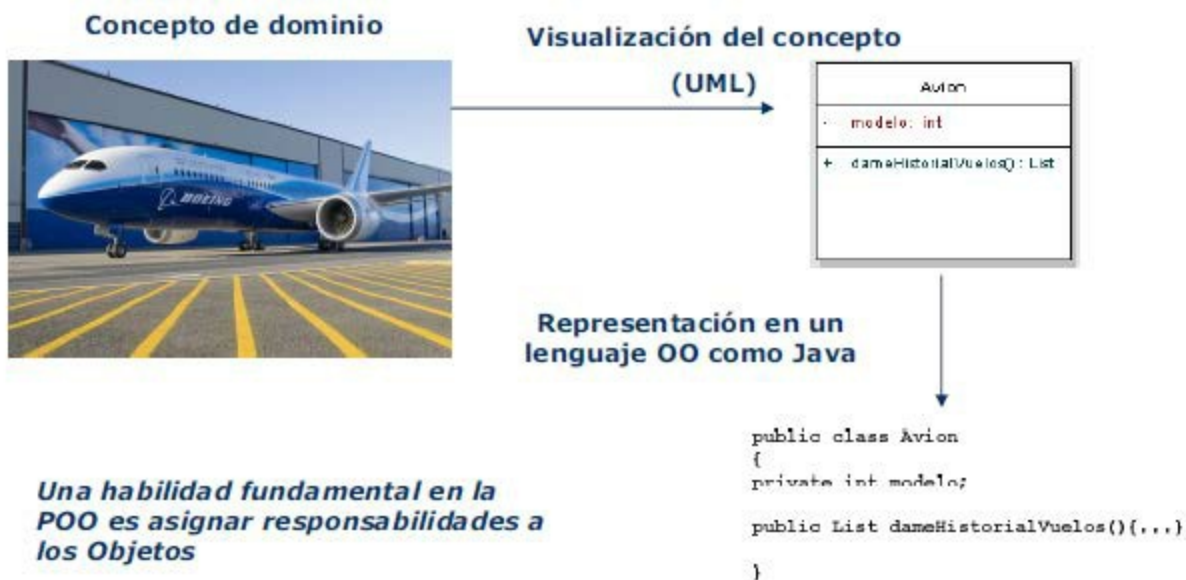 Concepto de dominio
BOEING
Visualización del concepto
(UML)
Avion
- modelo: int
+ dameHistorialVuelos() : List
Representación en un
lenguaje OO como Java
public class Avion
{
private int modelo;
public List dameHistorialVuelos(){...}
}
Una habilidad fundamental en la
POO es asignar responsabilidades a
los Objetos